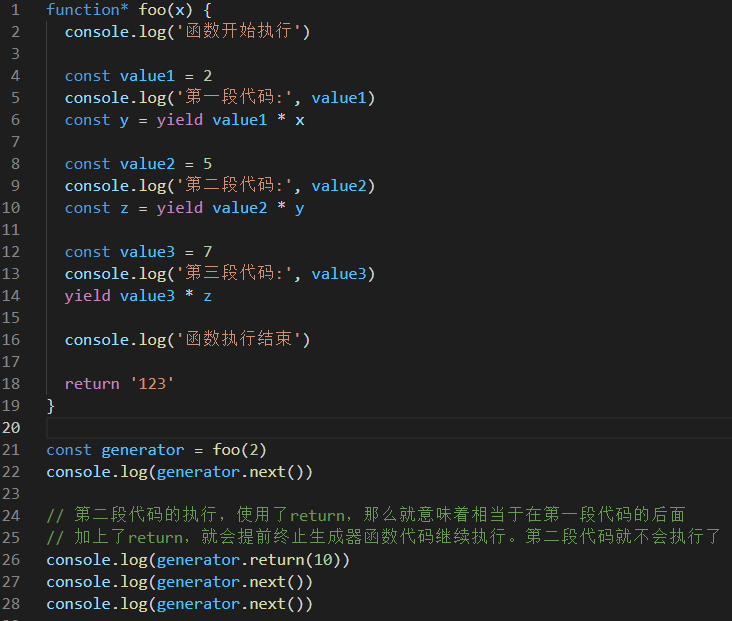 1 function* foo(x) {
2 console.log('函数开始执行')
3
4 const value1 = 2
5 console.log('第一段代码:', value1)
6 const y = yield value1 * x
7
8 const value2 = 5
9 console.log('第二段代码:', value2)
10 const z = yield value2 * y
11
12 const value3 = 7
13 console.log('第三段代码:', value3)
14 yield value3 * z
15
16 console.log('函数执行结束')
17
18 return '123'
19 }
20
21 const generator = foo(2)
22 console.log(generator.next())
23
24 // 第二段代码的执行，使用了return，那么就意味着相当于在第一段代码的后面
25 // 加上了return，就会提前终止生成器函数代码继续执行。第二段代码就不会执行了
26 console.log(generator.return(10))
27 console.log(generator.next())
28 console.log(generator.next())